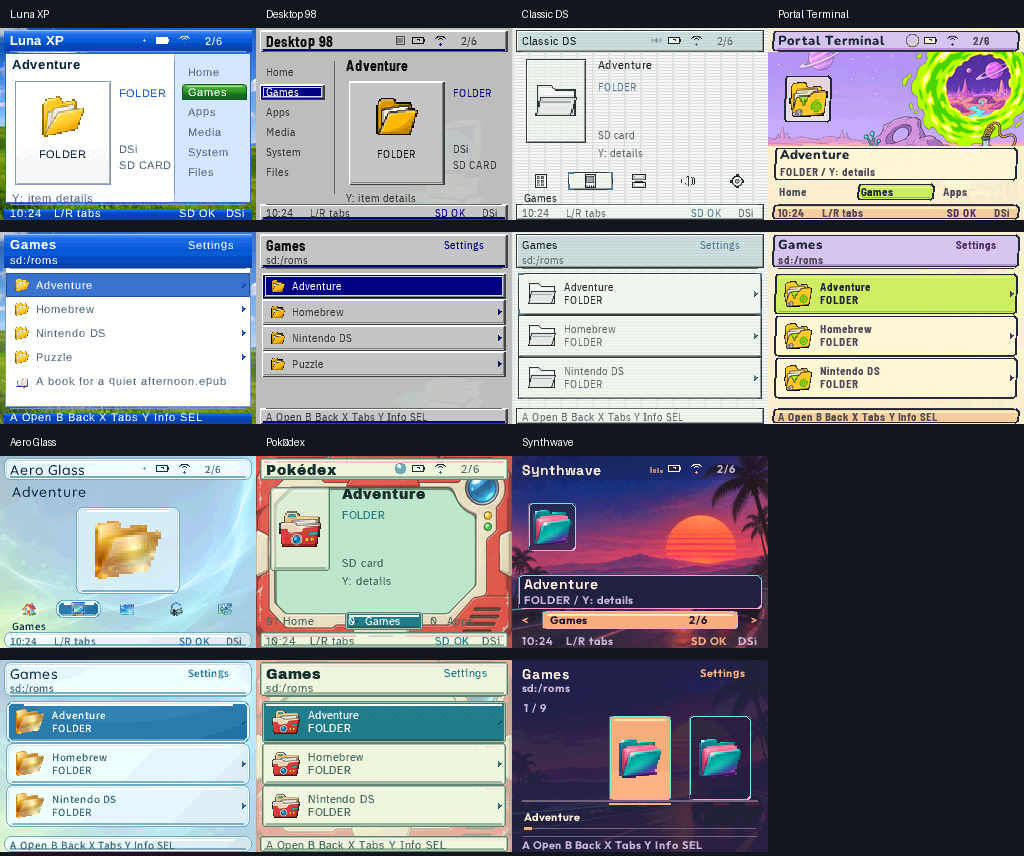 Luna XP
Desktop 98
Classic DS
Portal Terminal
Luna XP 2/6
Adventure
FOLDER
FOLDER
DSi
SD CARD
Y: item details
Home
Games
Apps
Media
System
Files
10:24 L/R tabs SD OK DSi
Desktop 98 2/6
Home
Games
Apps
Media
System
Files
Adventure
FOLDER
FOLDER
DSi
SD CARD
Y: item details
10:24 L/R tabs SD OK DSi
Classic DS 2/6
Adventure
FOLDER
SD card
Y: details
Games
10:24 L/R tabs SD OK DSi
Portal Terminal 2/6
Adventure
FOLDER / Y: details
Home Games Apps
10:24 L/R tabs SD OK DSi
Games Settings
sd:/roms
Adventure
Homebrew
Nintendo DS
Puzzle
A book for a quiet afternoon.epub
A Open B Back X Tabs Y Info SEL
Games Settings
sd:/roms
Adventure
Homebrew
Nintendo DS
Puzzle
A Open B Back X Tabs Y Info SEL
Games Settings
sd:/roms
Adventure
FOLDER
Homebrew
FOLDER
Nintendo DS
FOLDER
A Open B Back X Tabs Y Info SEL
Games Settings
sd:/roms
Adventure
FOLDER
Homebrew
FOLDER
Nintendo DS
FOLDER
A Open B Back X Tabs Y Info SEL
Aero Glass
Synthwave
Aero Glass 2/6
Adventure
Games
10:24 L/R tabs SD OK DSi
Pokédex 2/6
Adventure
FOLDER
SD card
Y: details
Home Games Apps
10:24 L/R tabs SD OK DSi
Synthwave 2/6
Adventure
FOLDER / Y: details
< Games 2/6 >
10:24 L/R tabs SD OK DSi
Games Settings
sd:/roms
Adventure
FOLDER
Homebrew
FOLDER
Nintendo DS
FOLDER
A Open B Back X Tabs Y Info SEL
Games Settings
sd:/roms
Adventure
FOLDER
Homebrew
FOLDER
Nintendo DS
FOLDER
A Open B Back X Tabs Y Info SEL
Games Settings
sd:/roms
1 / 9
Adventure
A Open B Back X Tabs Y Info SEL